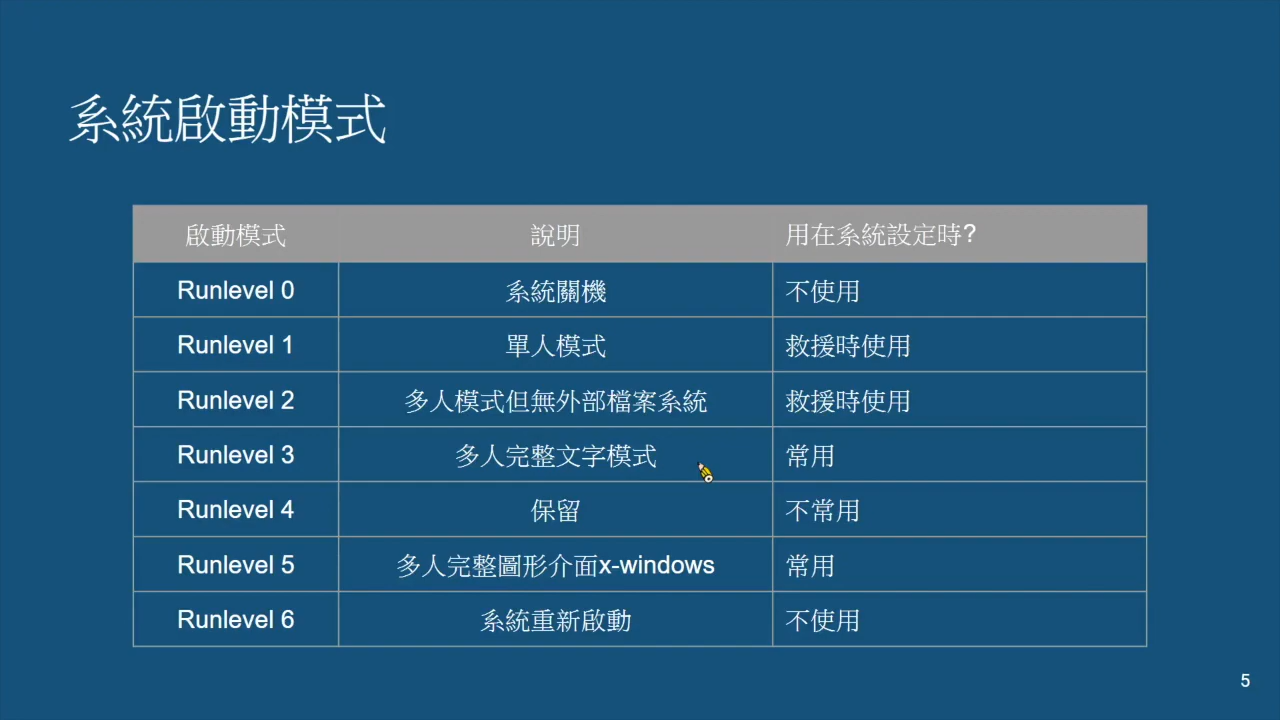 系統啟動模式
啟動模式 說明 用在系統設定時?
Runlevel 0 系統關機 不使用
Runlevel 1 單人模式 救援時使用
Runlevel 2 多人模式但無外部檔案系統 救援時使用
Runlevel 3 多人完整文字模式 常用
Runlevel 4 保留 不常用
Runlevel 5 多人完整圖形介面x-windows 常用
Runlevel 6 系統重新啟動 不使用
5